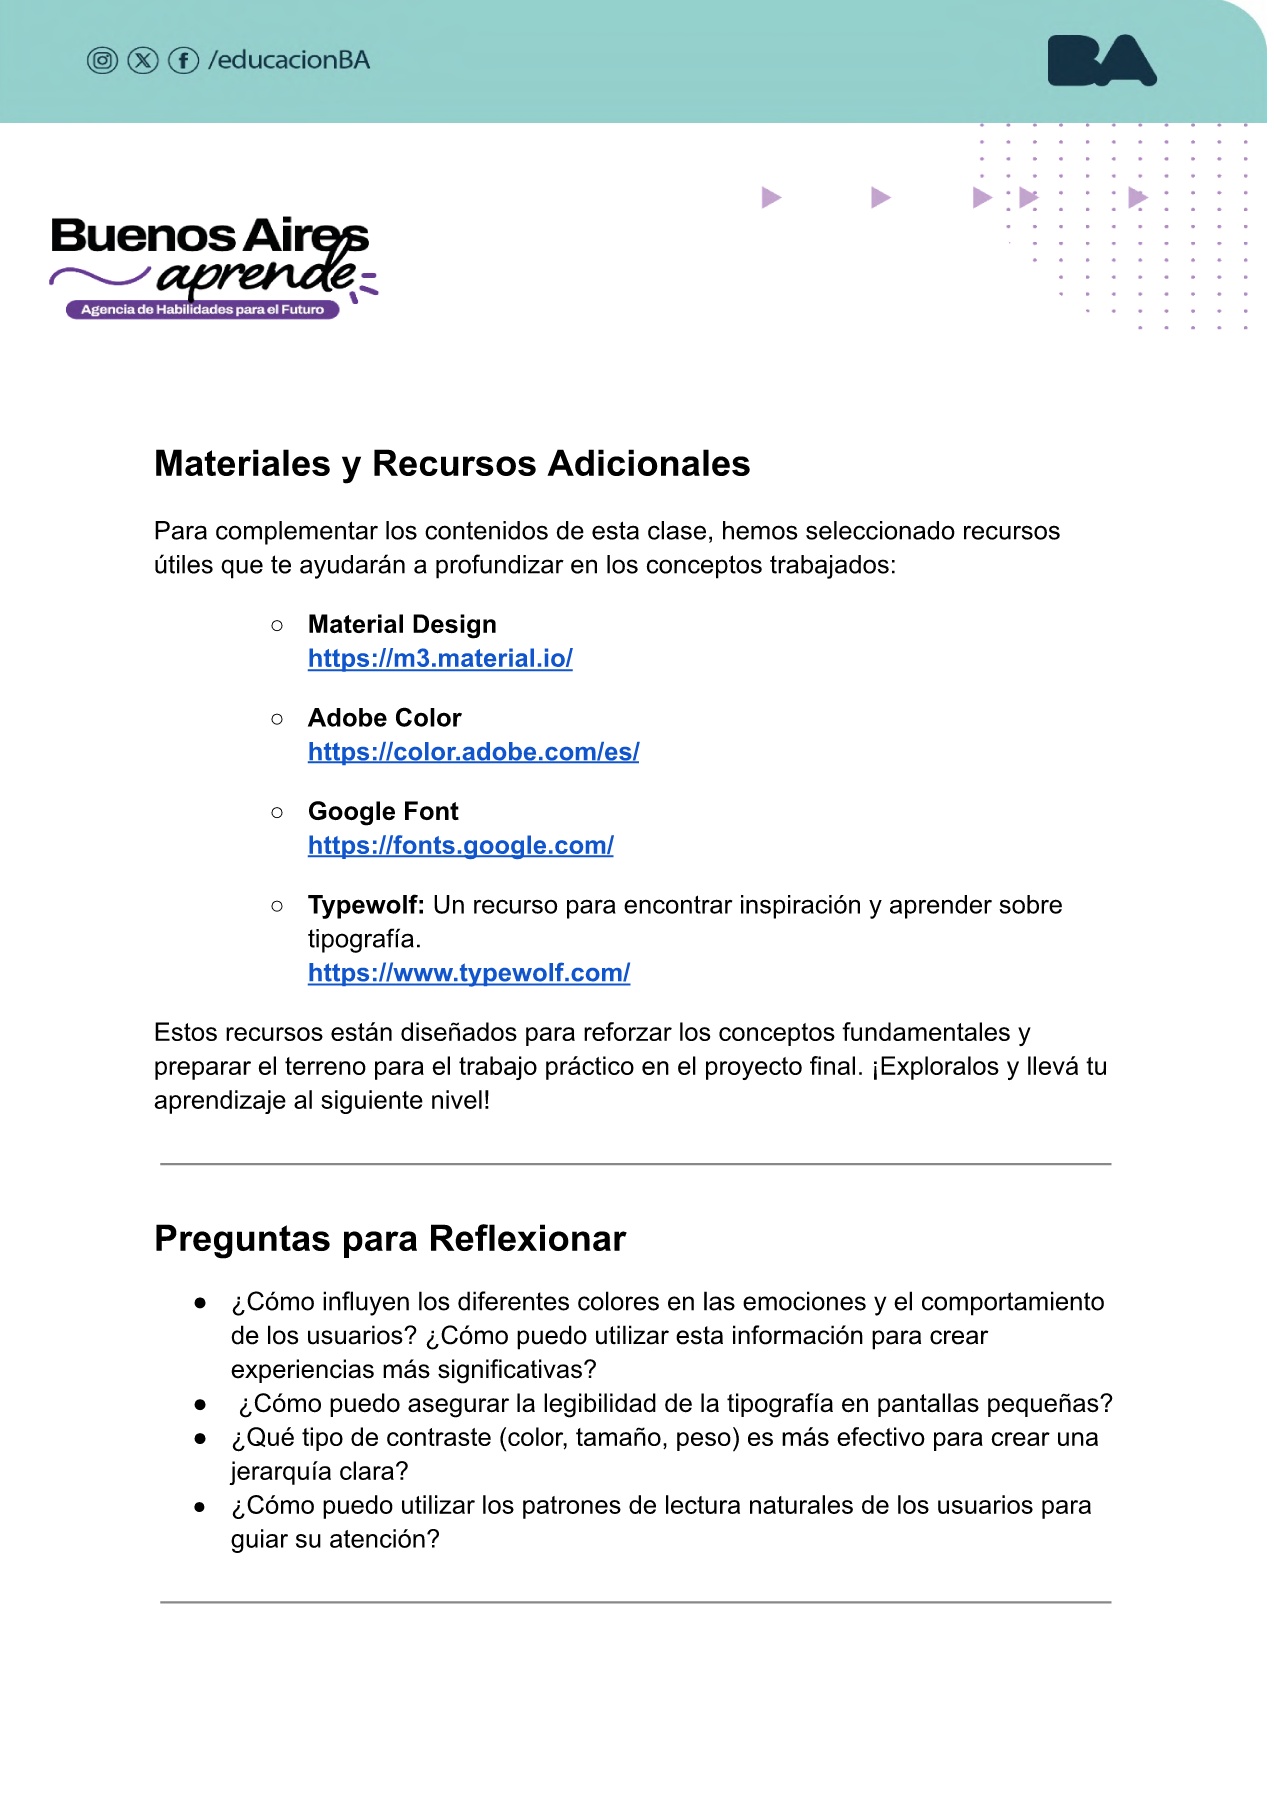 /educacionBA
BA
Buenos Aires
aprende
Agencia de Habilidades para el Futuro
Materiales y Recursos Adicionales
Para complementar los contenidos de esta clase, hemos seleccionado recursos
útiles que te ayudarán a profundizar en los conceptos trabajados:
○ Material Design
https://m3.material.io/
○ Adobe Color
https://color.adobe.com/es/
○ Google Font
https://fonts.google.com/
○ Typewolf: Un recurso para encontrar inspiración y aprender sobre
tipografía.
https://www.typewolf.com/
Estos recursos están diseñados para reforzar los conceptos fundamentales y
preparar el terreno para el trabajo práctico en el proyecto final. ¡Exploralos y llevá tu
aprendizaje al siguiente nivel!
Preguntas para Reflexionar
● ¿Cómo influyen los diferentes colores en las emociones y el comportamiento
de los usuarios? ¿Cómo puedo utilizar esta información para crear
experiencias más significativas?
● ¿Cómo puedo asegurar la legibilidad de la tipografía en pantallas pequeñas?
● ¿Qué tipo de contraste (color, tamaño, peso) es más efectivo para crear una
jerarquía clara?
● ¿Cómo puedo utilizar los patrones de lectura naturales de los usuarios para
guiar su atención?